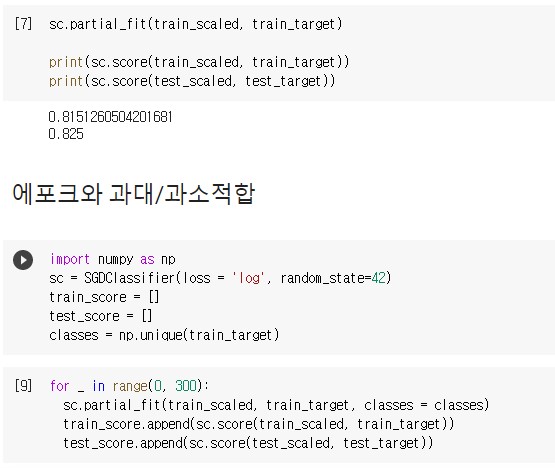 [7] sc.partial_fit(train_scaled, train_target)
print(sc.score(train_scaled, train_target))
print(sc.score(test_scaled, test_target))
0.8151260504201681
0.825
에포크와 과대/과소적합
import numpy as np
sc = SGDClassifier(loss = 'log', random_state=42)
train_score = []
test_score = []
classes = np.unique(train_target)
[9] for _ in range(0, 300):
sc.partial_fit(train_scaled, train_target, classes = classes)
train_score.append(sc.score(train_scaled, train_target))
test_score.append(sc.score(test_scaled, test_target))